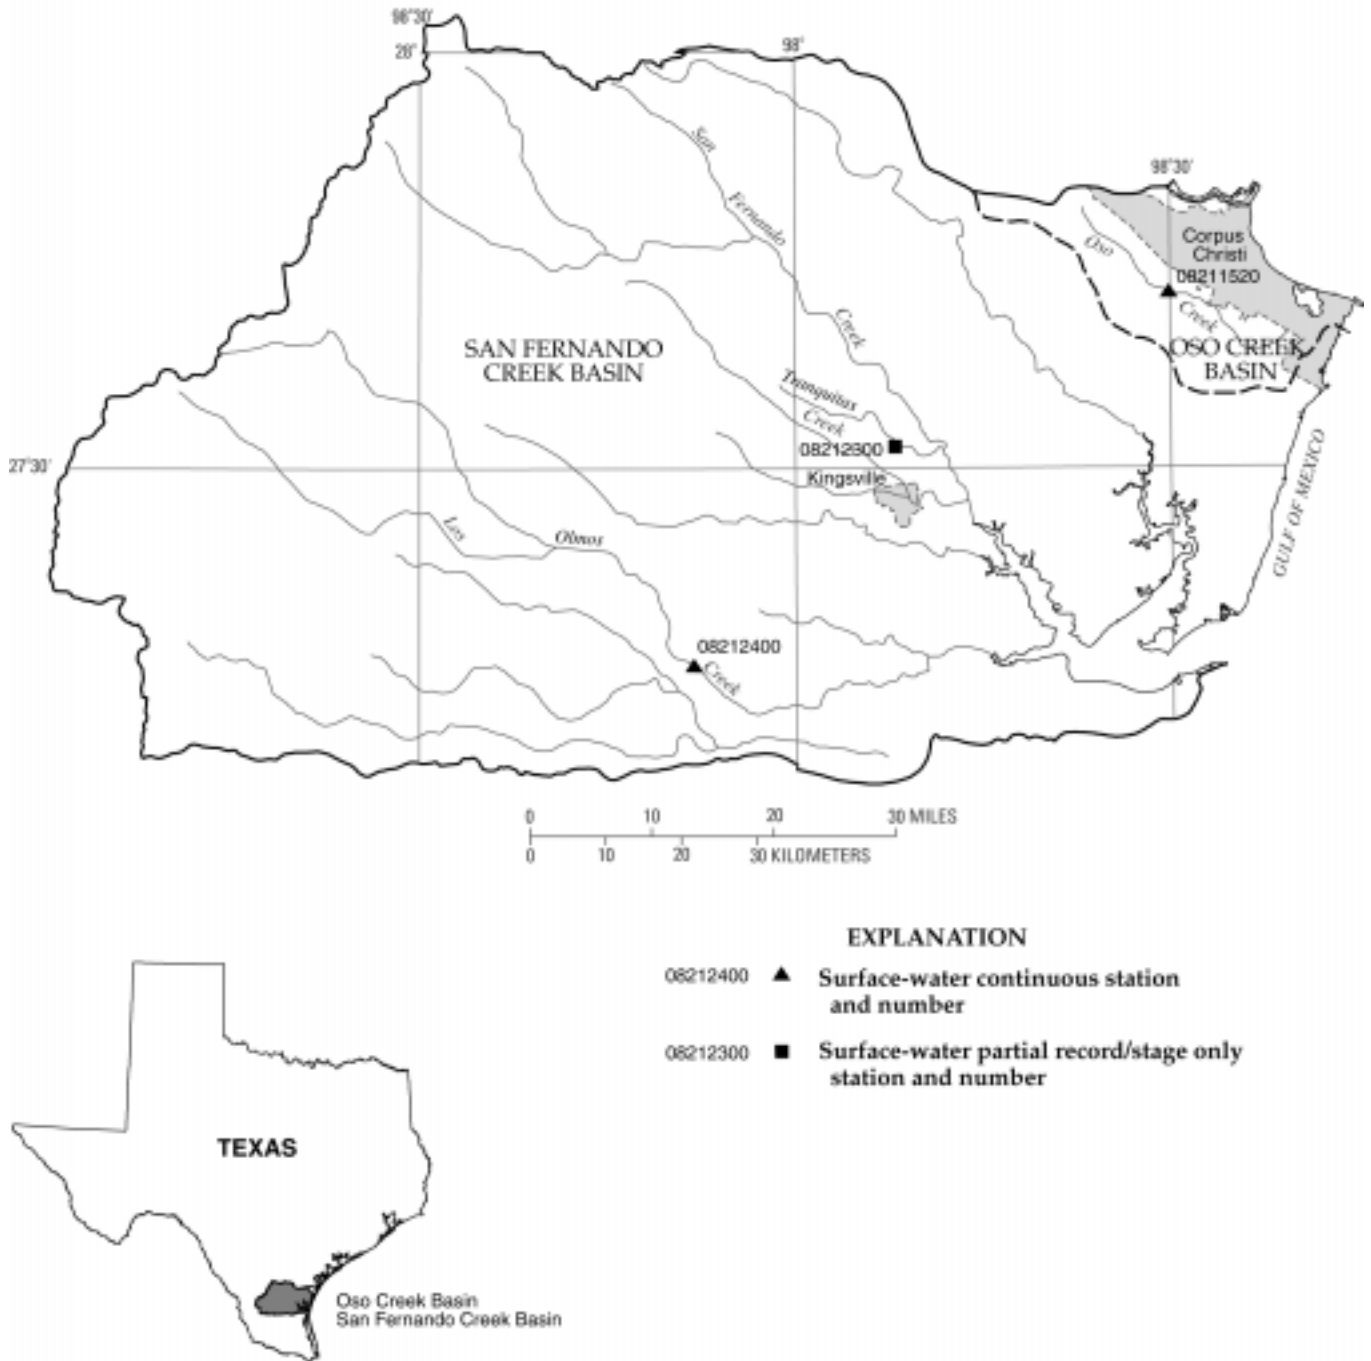 98°30'
28°
98°
98°30'
San
Fernando
Creek
Oso
Creek
Corpus
Christi
08211520
OSO CREEK
BASIN
SAN FERNANDO
CREEK BASIN
Tranquitas
Creek
08212300
27°30'
Kingsville
GULF OF MEXICO
Los
Olmos
Creek
08212400
0 10 20 30 MILES
0 10 20 30 KILOMETERS
EXPLANATION
08212400 Surface-water continuous station
and number
08212300 Surface-water partial record/stage only
station and number
TEXAS
Oso Creek Basin
San Fernando Creek Basin